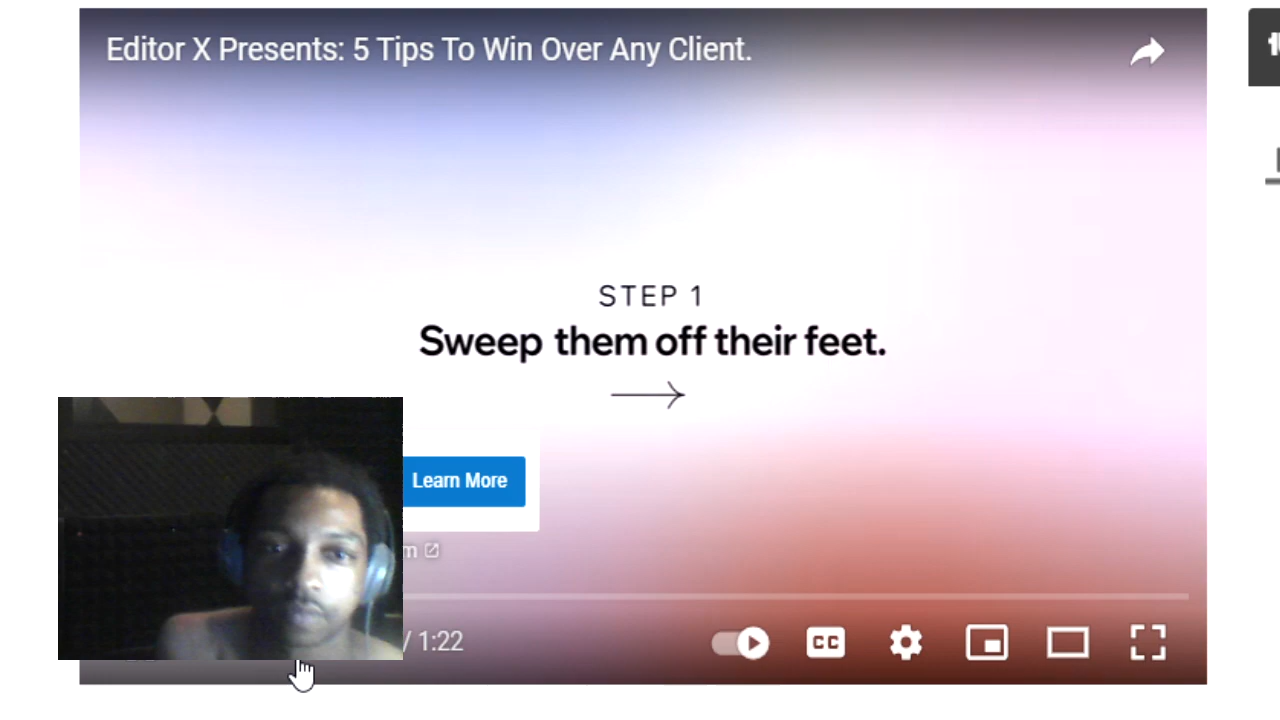 Editor X Presents: 5 Tips To Win Over Any Client.
STEP 1
Sweep them off their feet.
Learn More
/ 1:22
CC